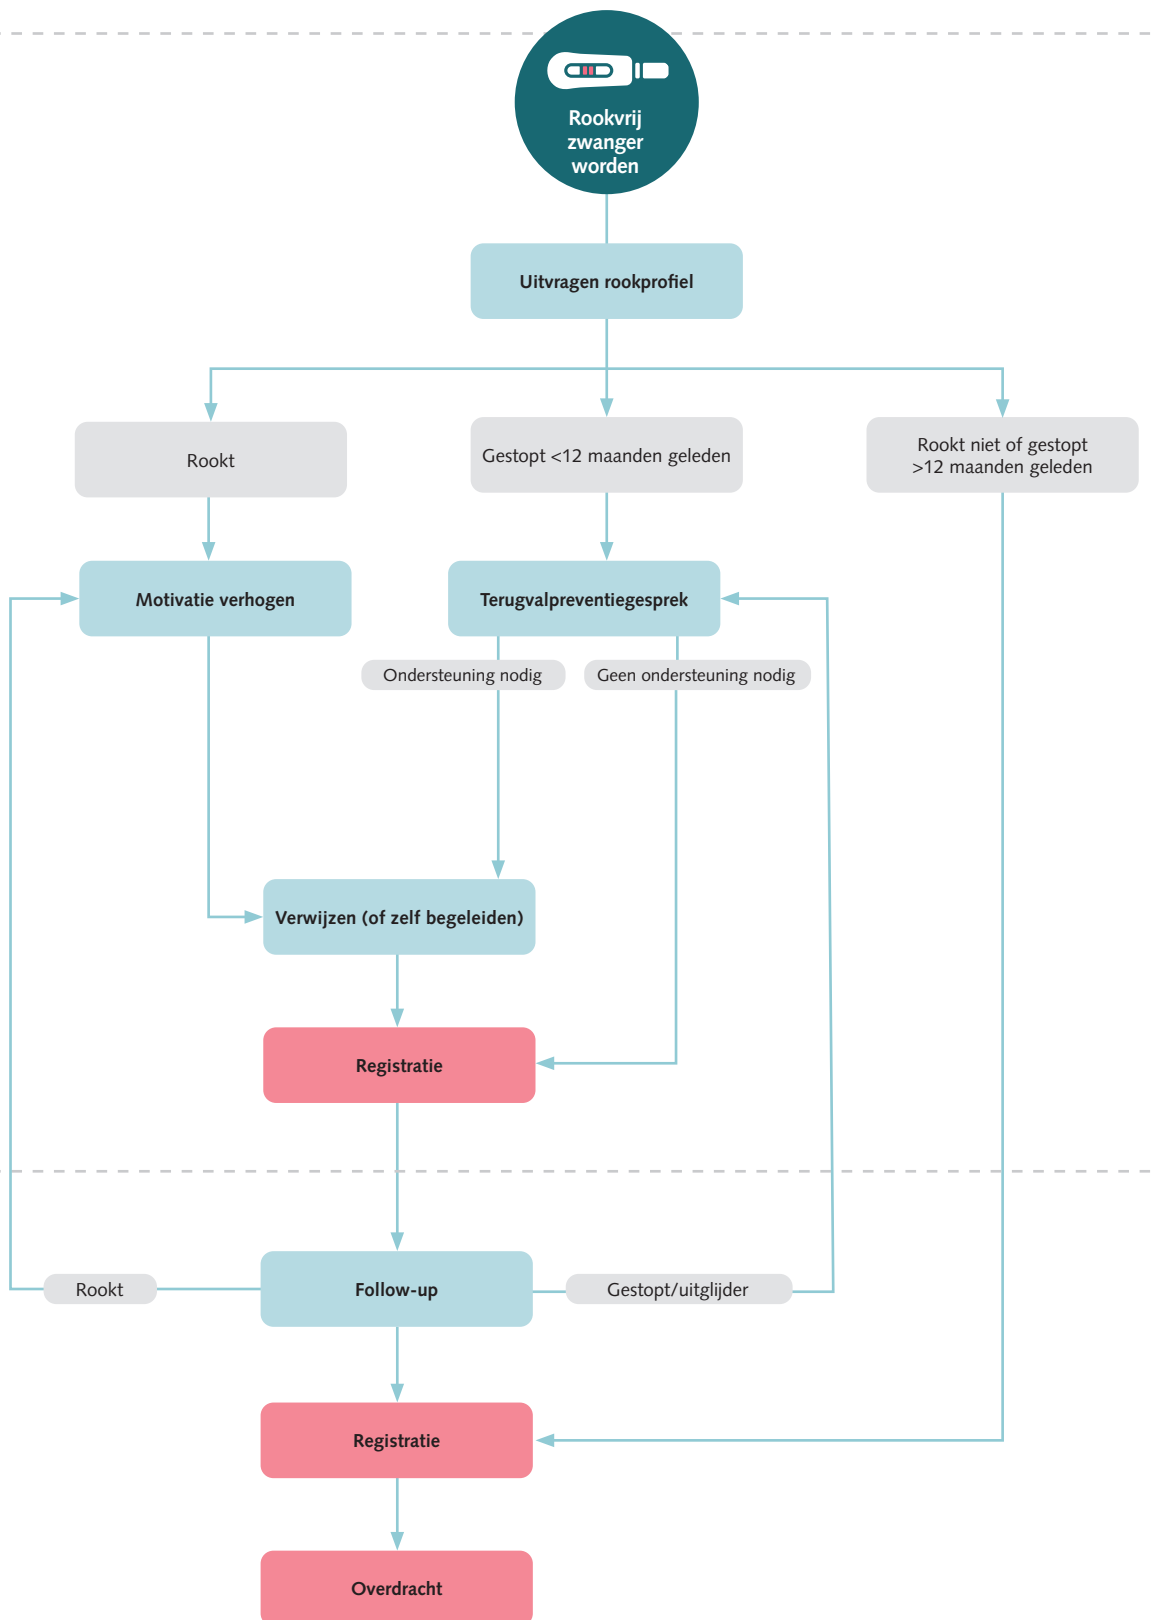 Rookvrij
zwanger
worden
Uitvragen rookprofiel
Rookt
Gestopt <12 maanden geleden
Rookt niet of gestopt
>12 maanden geleden
Motivatie verhogen
Terugvalpreventiegesprek
Ondersteuning nodig
Geen ondersteuning nodig
Verwijzen (of zelf begeleiden)
Registratie
Rookt
Follow-up
Gestopt/uitglijder
Registratie
Overdracht